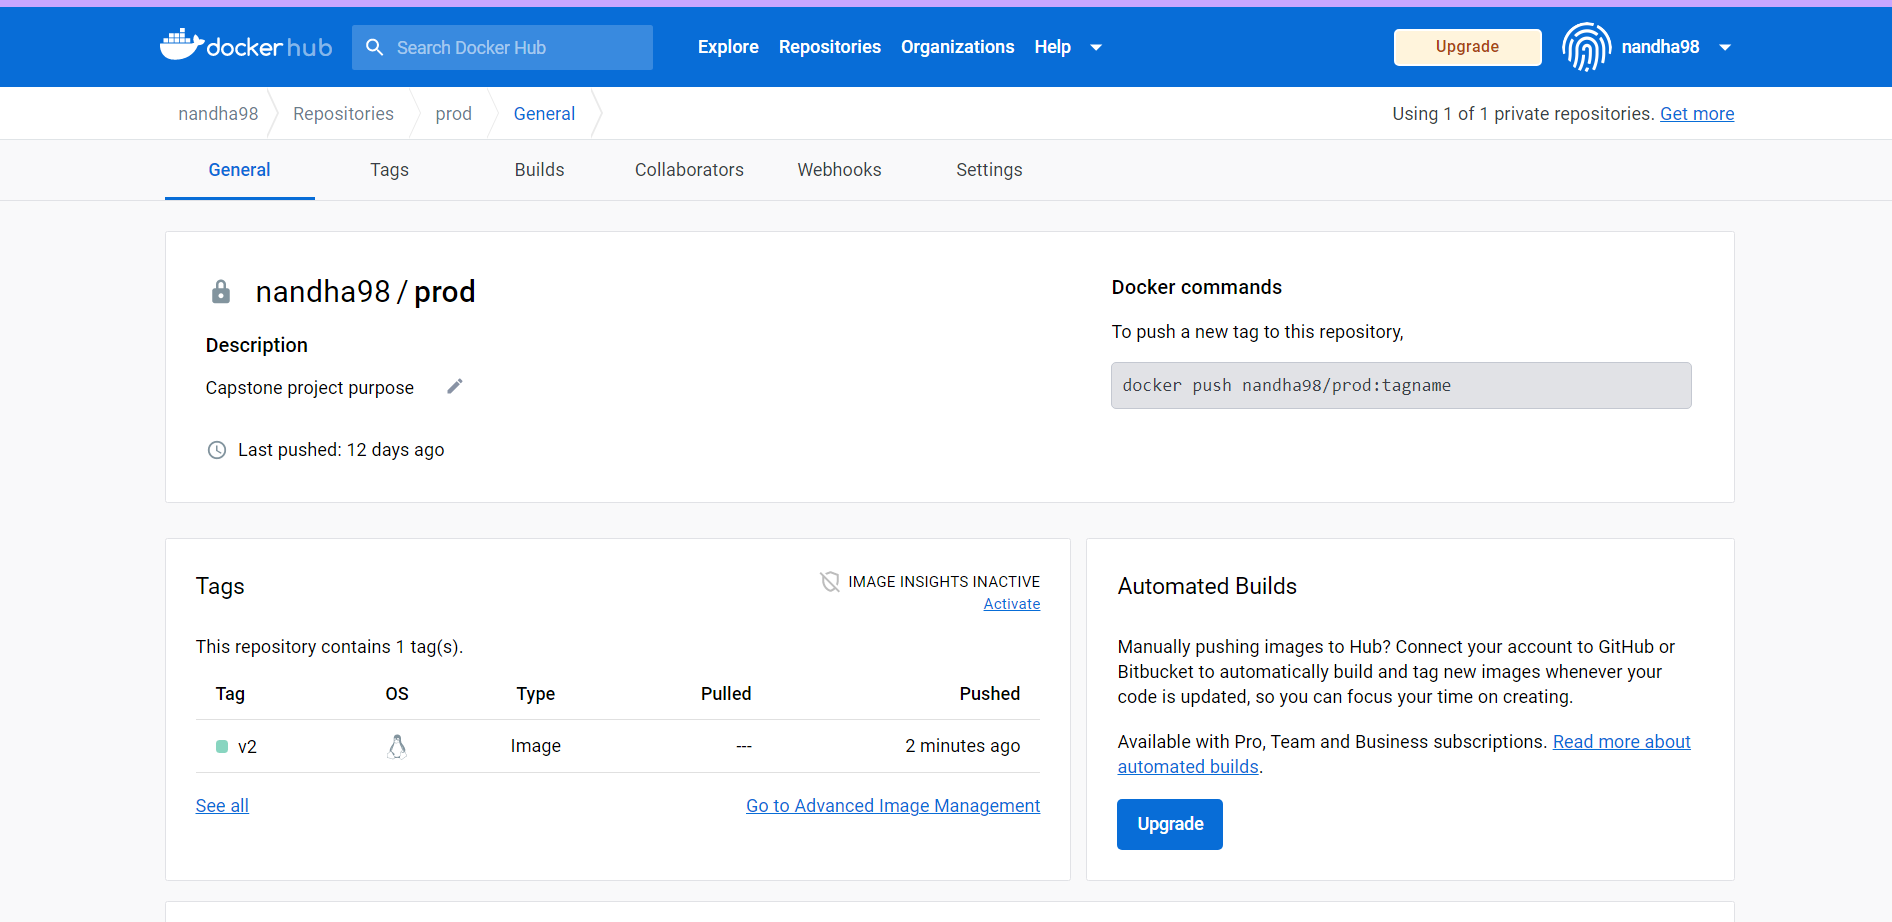 docker hub
Search Docker Hub
Explore Repositories Organizations Help
Upgrade
nandha98
nandha98 Repositories prod General
Using 1 of 1 private repositories. Get more
General Tags Builds Collaborators Webhooks Settings
nandha98 / prod
Description
Capstone project purpose
Last pushed: 12 days ago
Docker commands
To push a new tag to this repository,
docker push nandha98/prod:tagname
Tags
IMAGE INSIGHTS INACTIVE
Activate
This repository contains 1 tag(s).
Tag OS Type Pulled Pushed
v2 Image --- 2 minutes ago
See all
Go to Advanced Image Management
Automated Builds
Manually pushing images to Hub? Connect your account to GitHub or
Bitbucket to automatically build and tag new images whenever your
code is updated, so you can focus your time on creating.
Available with Pro, Team and Business subscriptions. Read more about
automated builds.
Upgrade